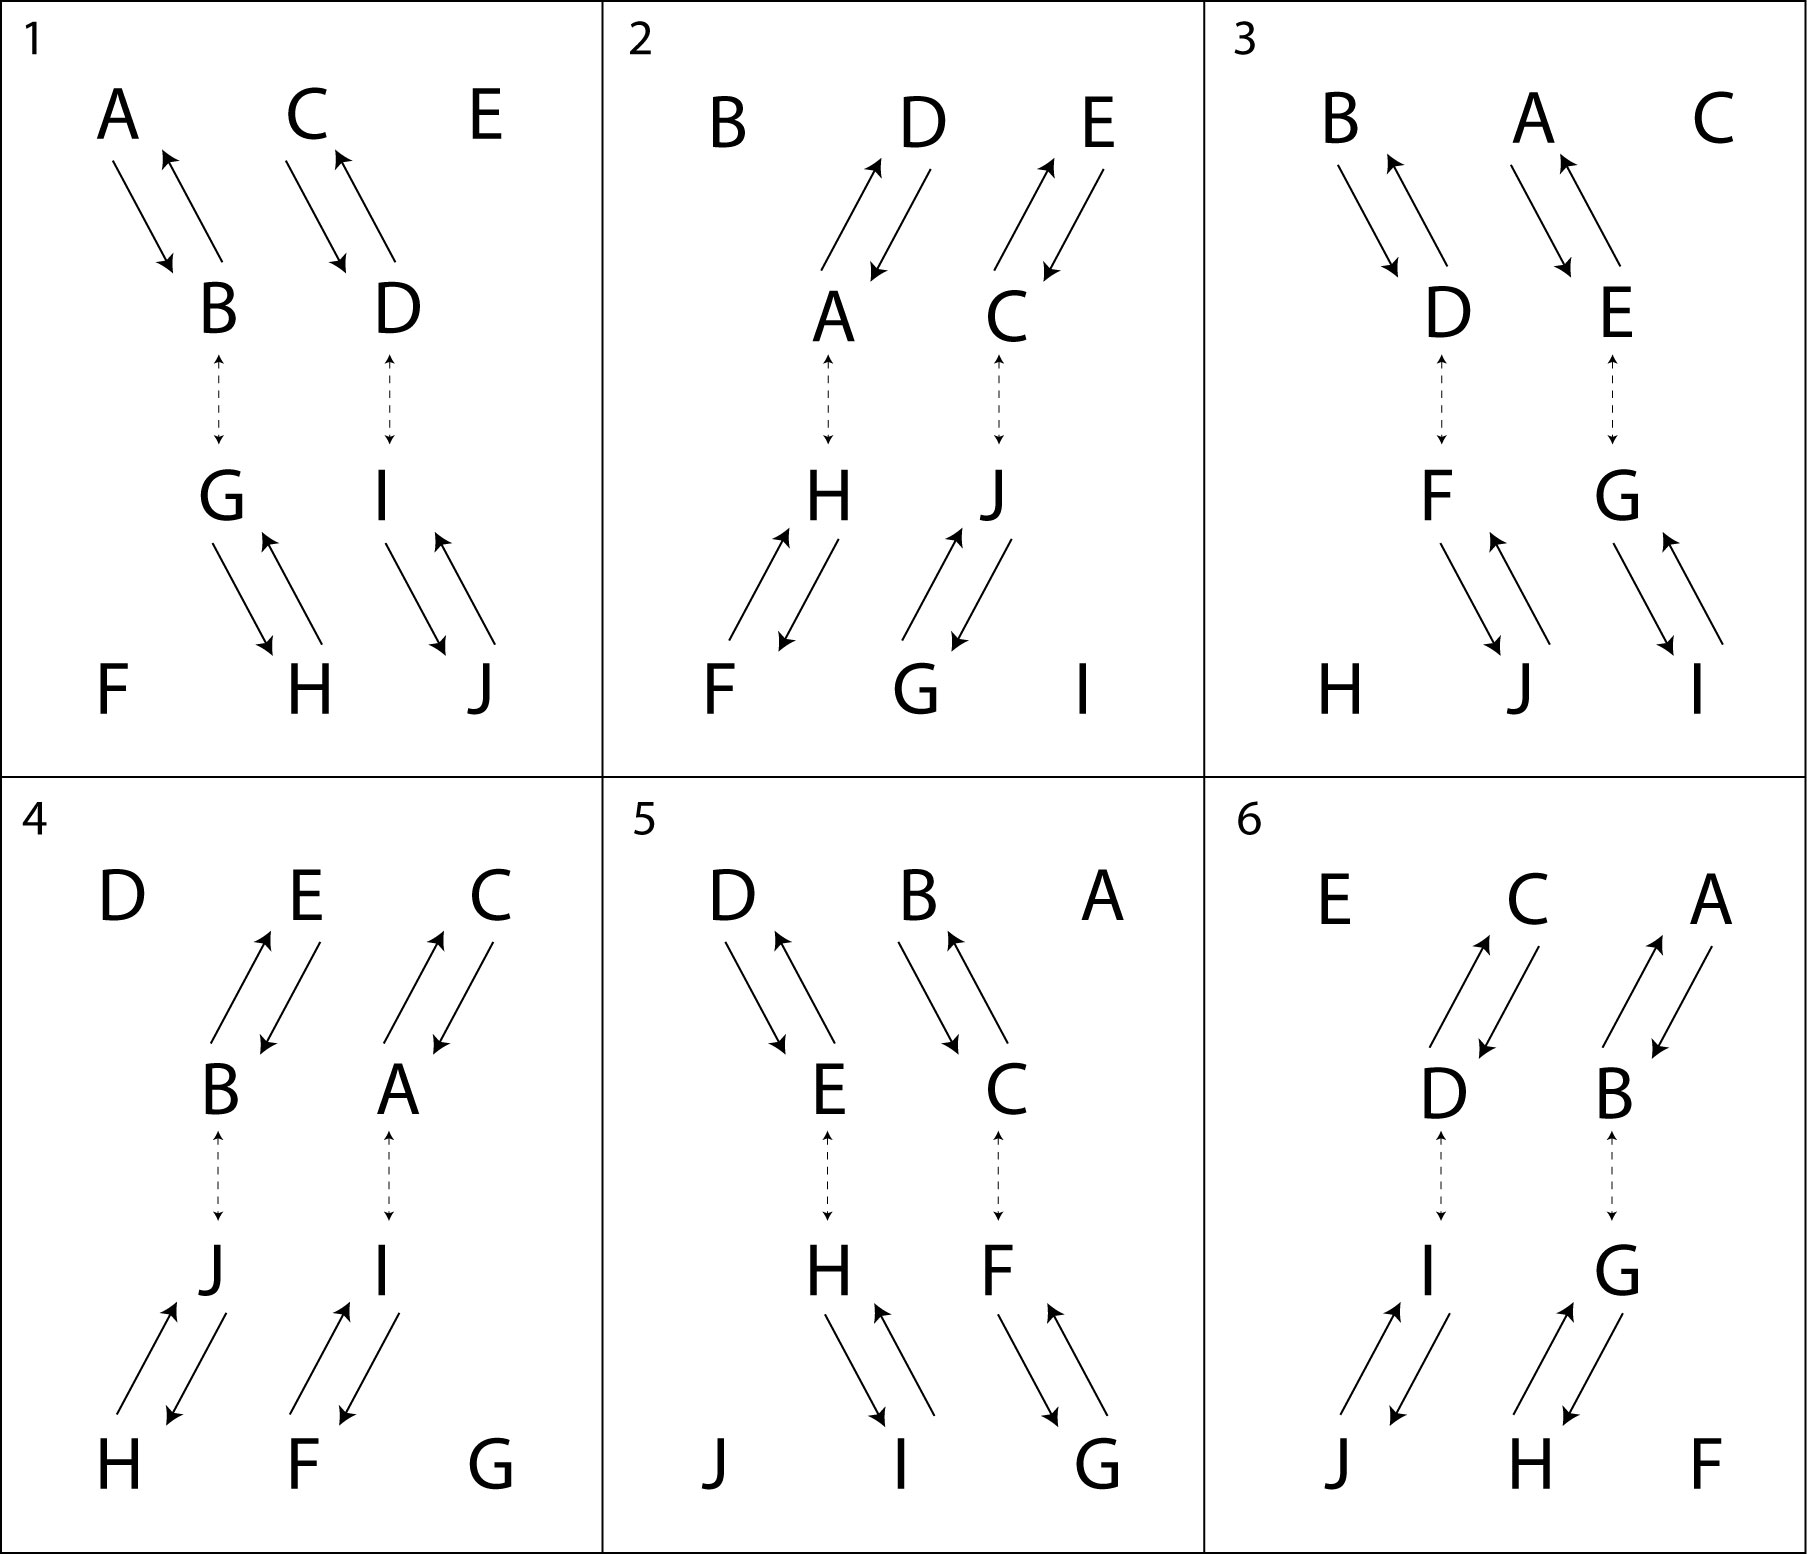 1
A C E
B D
G I
F H J
2
B D E
A C
H J
F G I
3
B A C
D E
F G
H J I
4
D E C
B A
J I
H F G
5
D B A
E C
H F
J I G
6
E C A
D B
I G
J H F